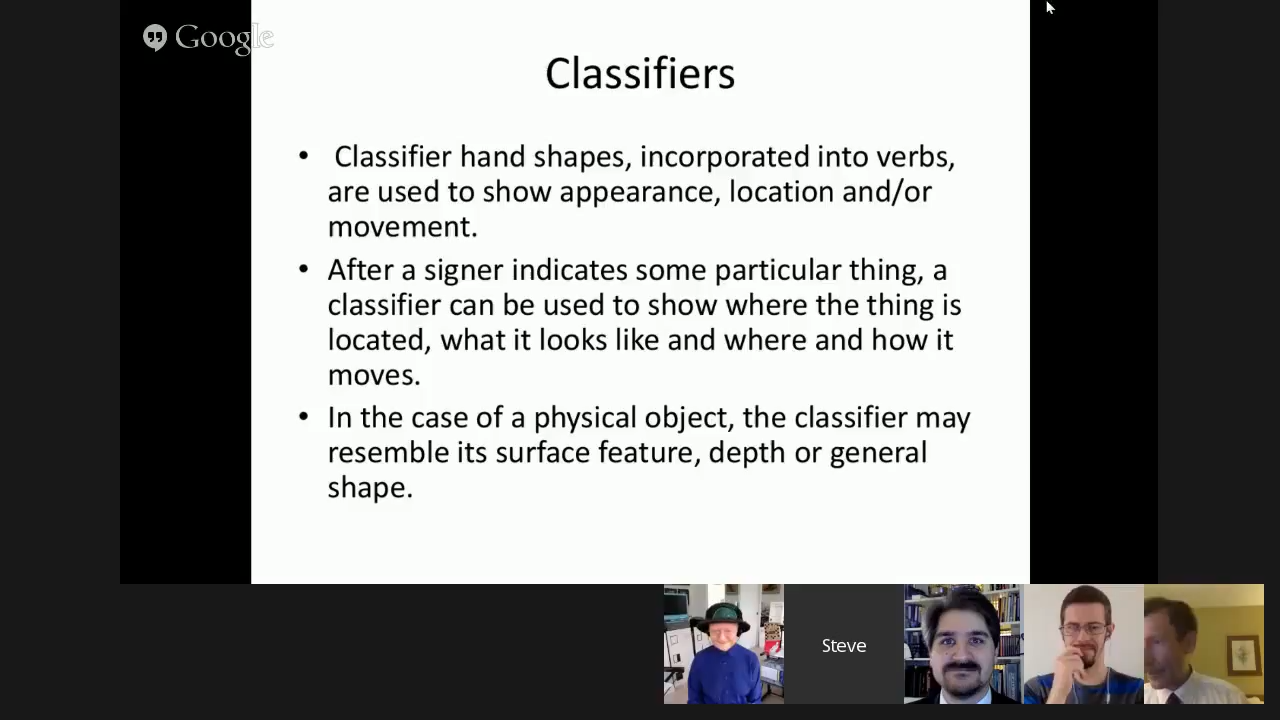 Google
Classifiers
• Classifier hand shapes, incorporated into verbs,
are used to show appearance, location and/or
movement.
• After a signer indicates some particular thing, a
classifier can be used to show where the thing is
located, what it looks like and where and how it
moves.
• In the case of a physical object, the classifier may
resemble its surface feature, depth or general
shape.
Steve